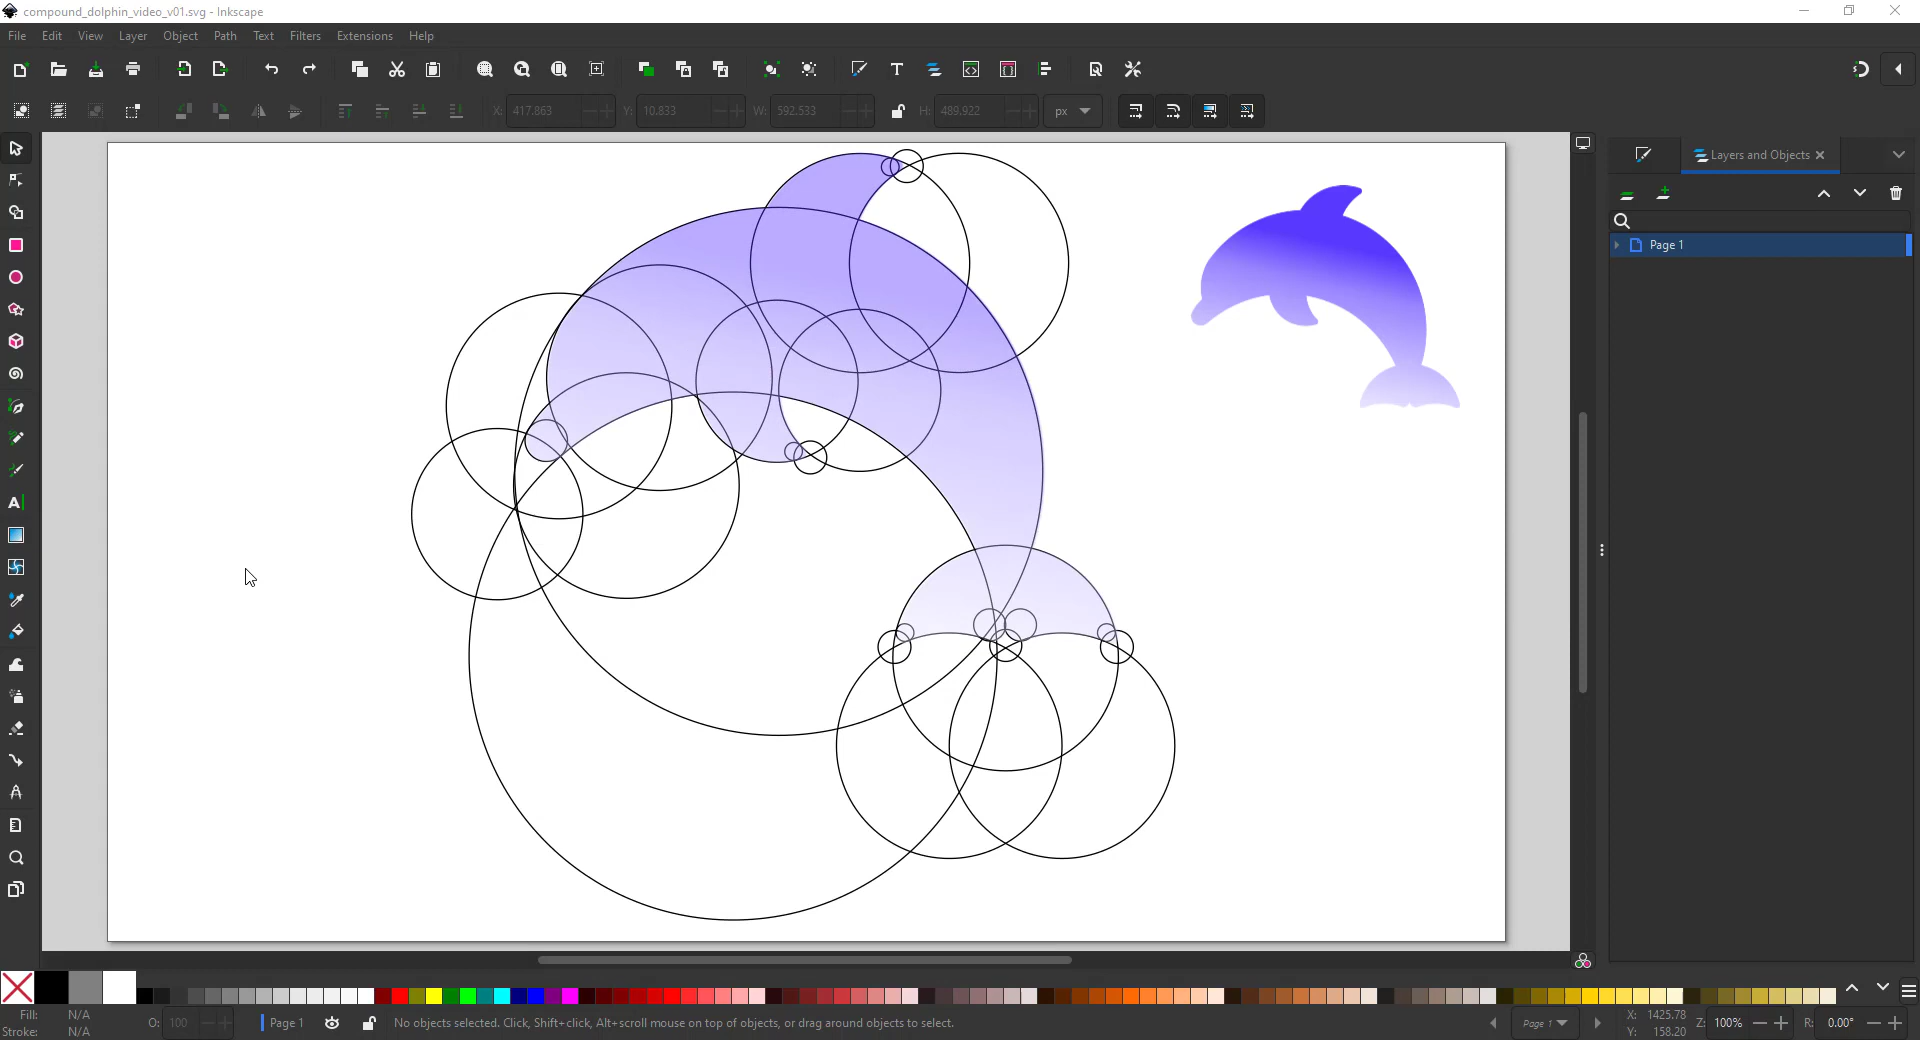 compound_dolphin_video_v01.svg - Inkscape
File Edit View Layer Object Path Text Filters Extensions Help
X: 417.863 Y: 10.833 W: 592.533 H: 489.922 px
Layers and Objects
Page 1
Fill: N/A
Stroke: N/A
O: 100
Page 1
No objects selected. Click, Shift+click, Alt+scroll mouse on top of objects, or drag around objects to select.
Page 1
X: 1425.78
Y: 158.20
Z: 100%
R: 0.00°